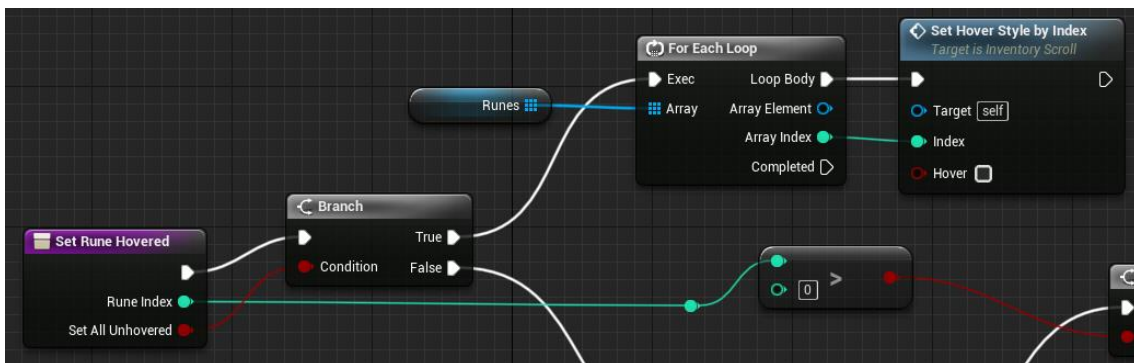 Set Hover Style by Index
Target is Inventory Scroll
For Each Loop
Exec
Loop Body
Runes
Array
Array Element
Target self
Array Index
Index
Completed
Hover
Branch
Set Rune Hovered
True
Condition
False
Rune Index
0
>
Set All Unhovered